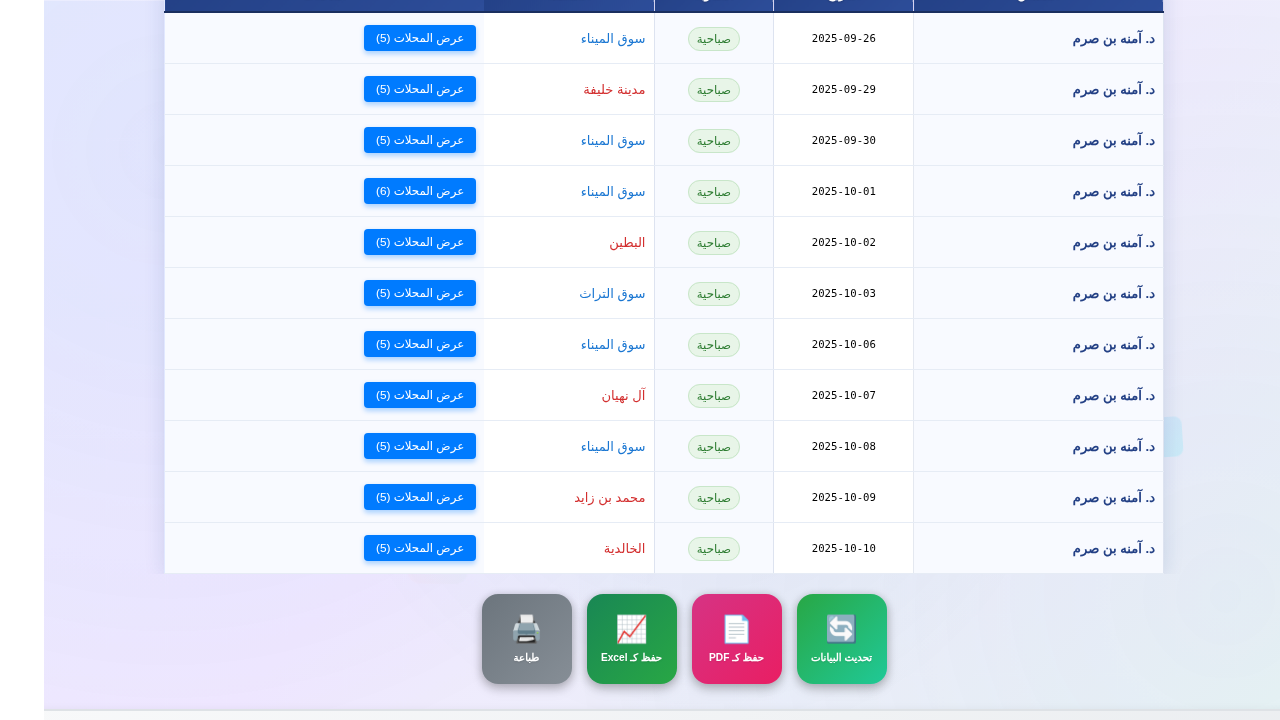 د. آمنه بن صرم 2025-09-26 صباحية سوق الميناء عرض المحلات (5)
د. آمنه بن صرم 2025-09-29 صباحية مدينة خليفة عرض المحلات (5)
د. آمنه بن صرم 2025-09-30 صباحية سوق الميناء عرض المحلات (5)
د. آمنه بن صرم 2025-10-01 صباحية سوق الميناء عرض المحلات (6)
د. آمنه بن صرم 2025-10-02 صباحية البطين عرض المحلات (5)
د. آمنه بن صرم 2025-10-03 صباحية سوق التراث عرض المحلات (5)
د. آمنه بن صرم 2025-10-06 صباحية سوق الميناء عرض المحلات (5)
د. آمنه بن صرم 2025-10-07 صباحية آل نهيان عرض المحلات (5)
د. آمنه بن صرم 2025-10-08 صباحية سوق الميناء عرض المحلات (5)
د. آمنه بن صرم 2025-10-09 صباحية محمد بن زايد عرض المحلات (5)
د. آمنه بن صرم 2025-10-10 صباحية الخالدية عرض المحلات (5)
تحديث البيانات حفظ كـ PDF حفظ كـ Excel طباعة